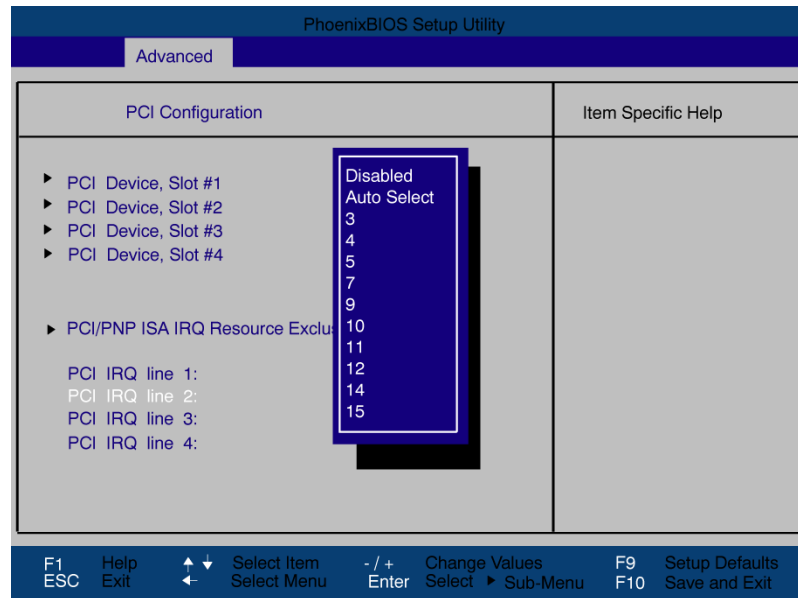 PhoenixBIOS Setup Utility
Advanced
PCI Configuration
Item Specific Help
PCI Device, Slot #1
PCI Device, Slot #2
PCI Device, Slot #3
PCI Device, Slot #4
PCI/PNP ISA IRQ Resource Exclu
PCI IRQ line 1:
PCI IRQ line 2:
PCI IRQ line 3:
PCI IRQ line 4:
Disabled
Auto Select
3
4
5
7
9
10
11
12
14
15
F1 Help Select Item - / + Change Values F9 Setup Defaults
ESC Exit Select Menu Enter Select Sub-Menu F10 Save and Exit